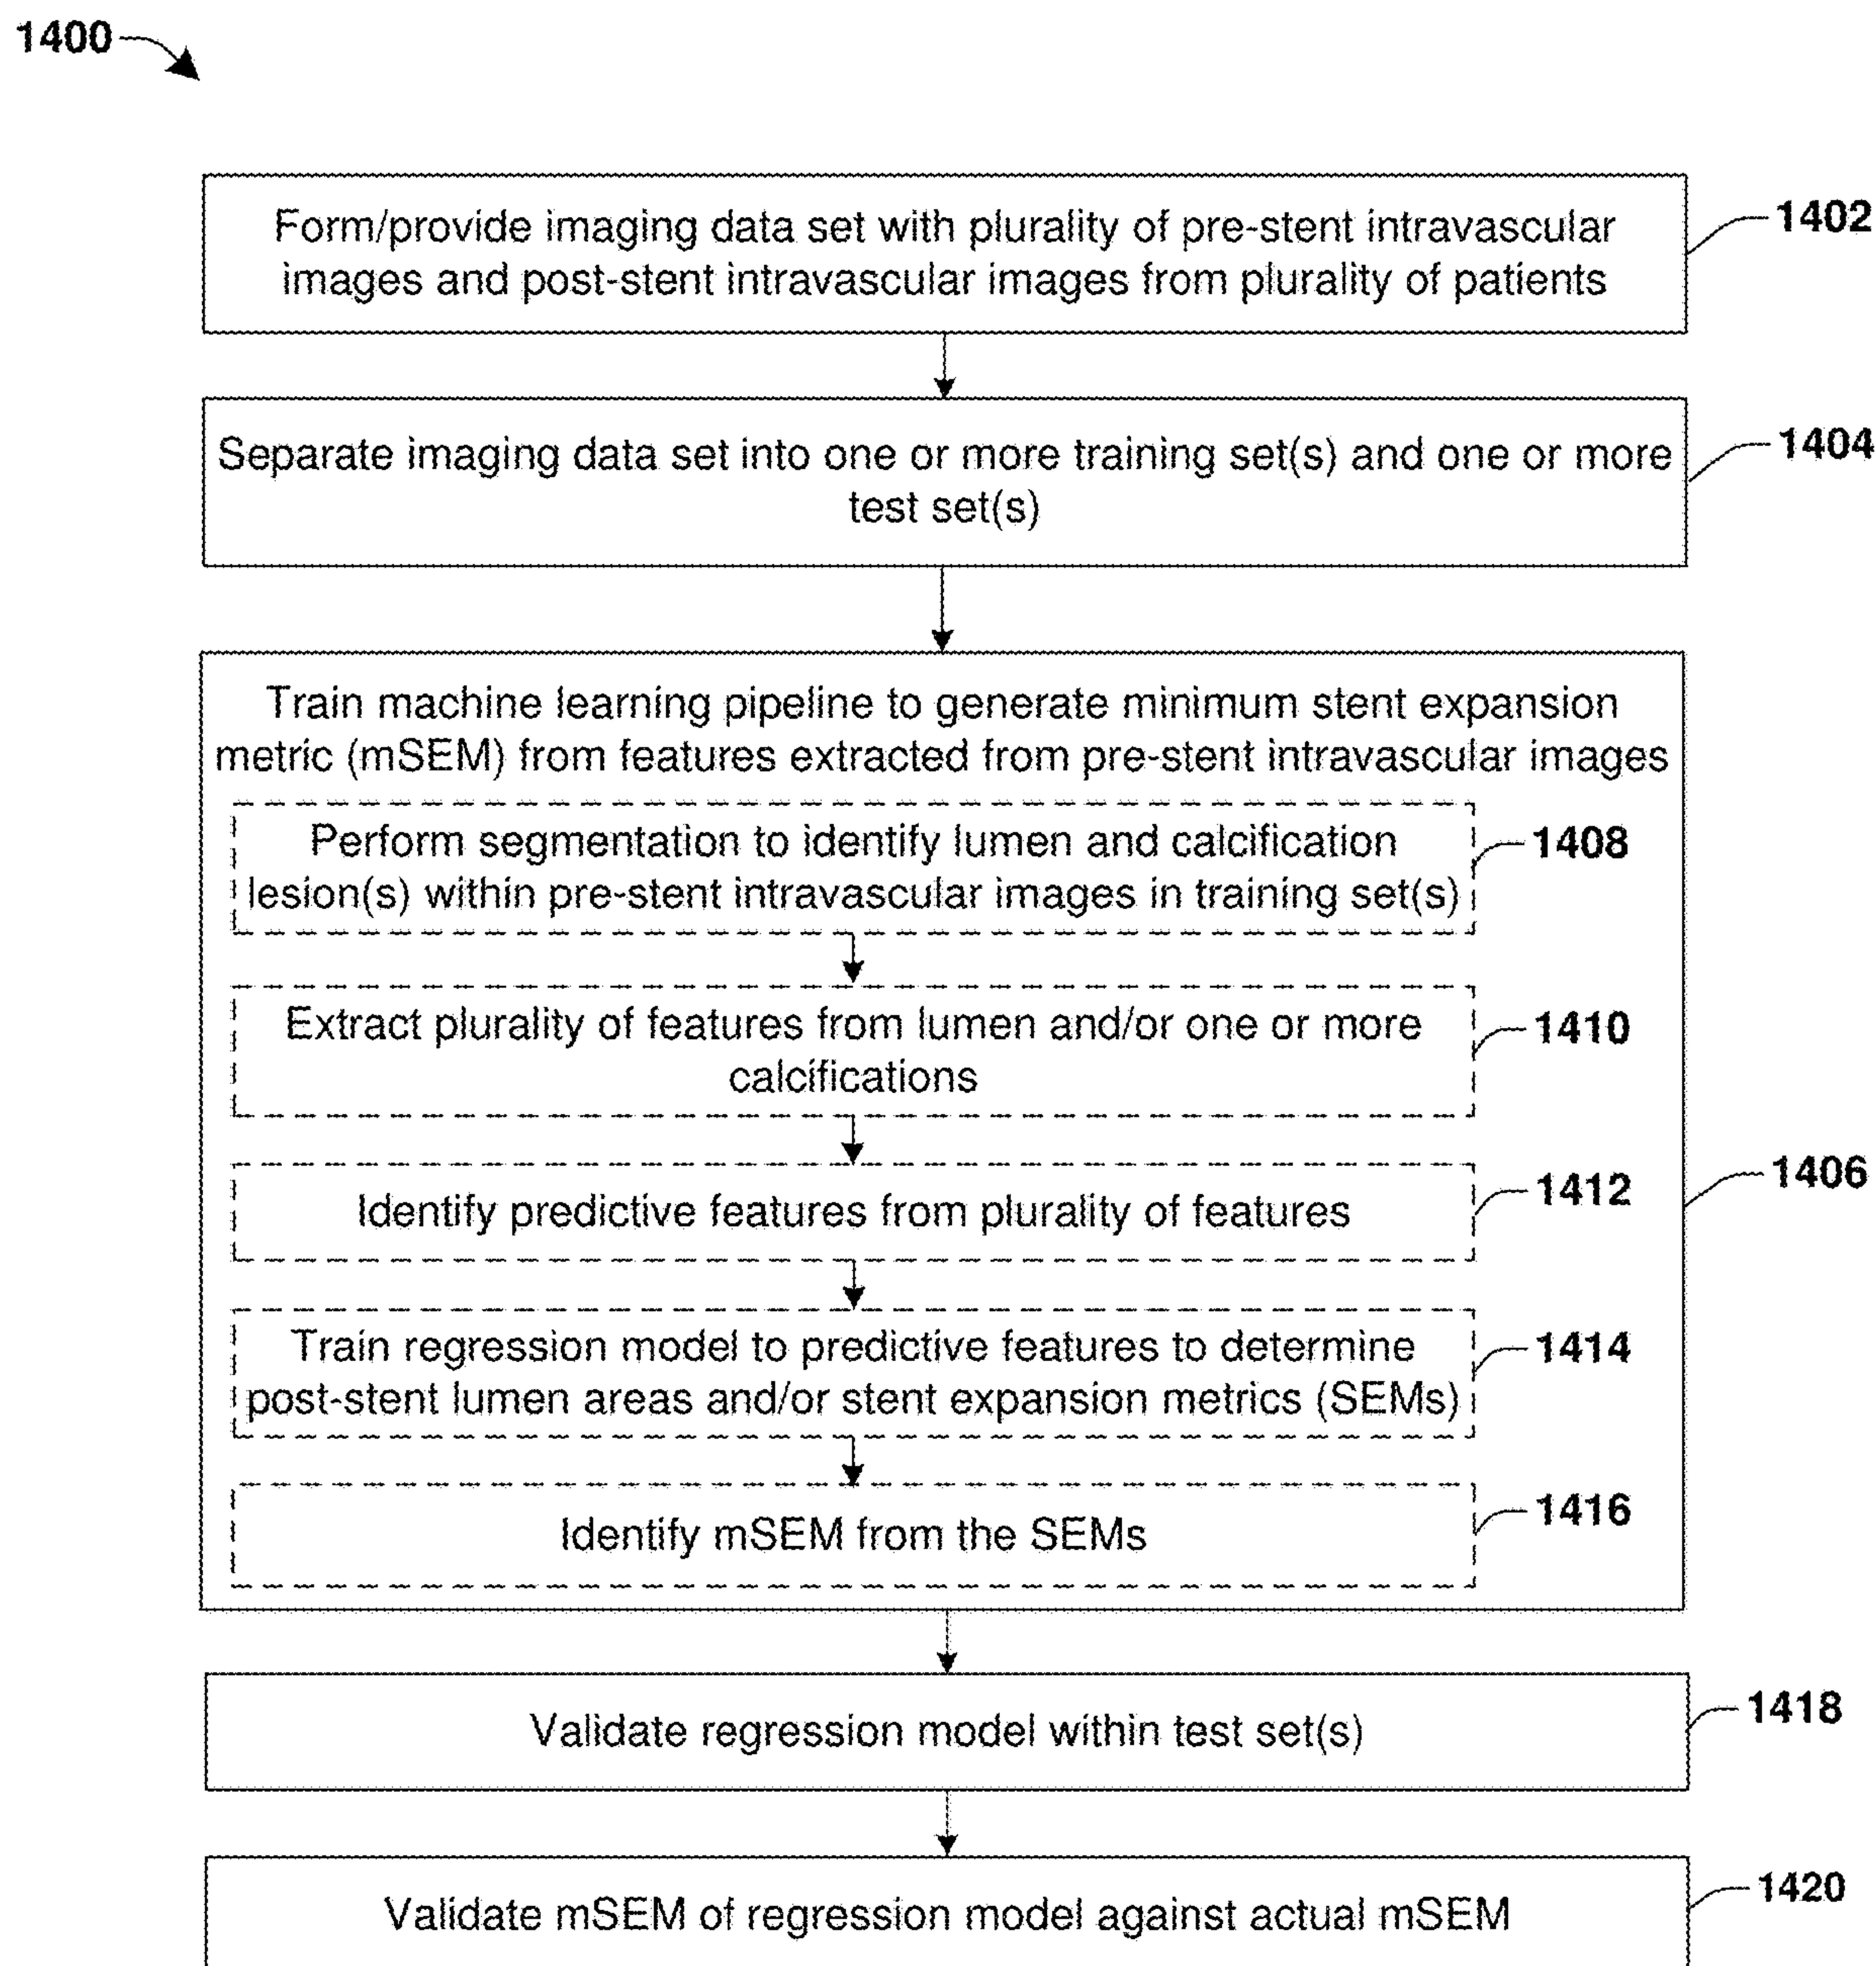 1400
Form/provide imaging data set with plurality of pre-stent intravascular
images and post-stent intravascular images from plurality of patients
1402
Separate imaging data set into one or more training set(s) and one or more
test set(s)
1404
Train machine learning pipeline to generate minimum stent expansion
metric (mSEM) from features extracted from pre-stent intravascular images
Perform segmentation to identify lumen and calcification
lesion(s) within pre-stent intravascular images in training set(s)
1408
Extract plurality of features from lumen and/or one or more
calcifications
1410
Identify predictive features from plurality of features
1412
1406
Train regression model to predictive features to determine
post-stent lumen areas and/or stent expansion metrics (SEMs)
1414
Identify mSEM from the SEMs
1416
Validate regression model within test set(s)
1418
Validate mSEM of regression model against actual mSEM
1420